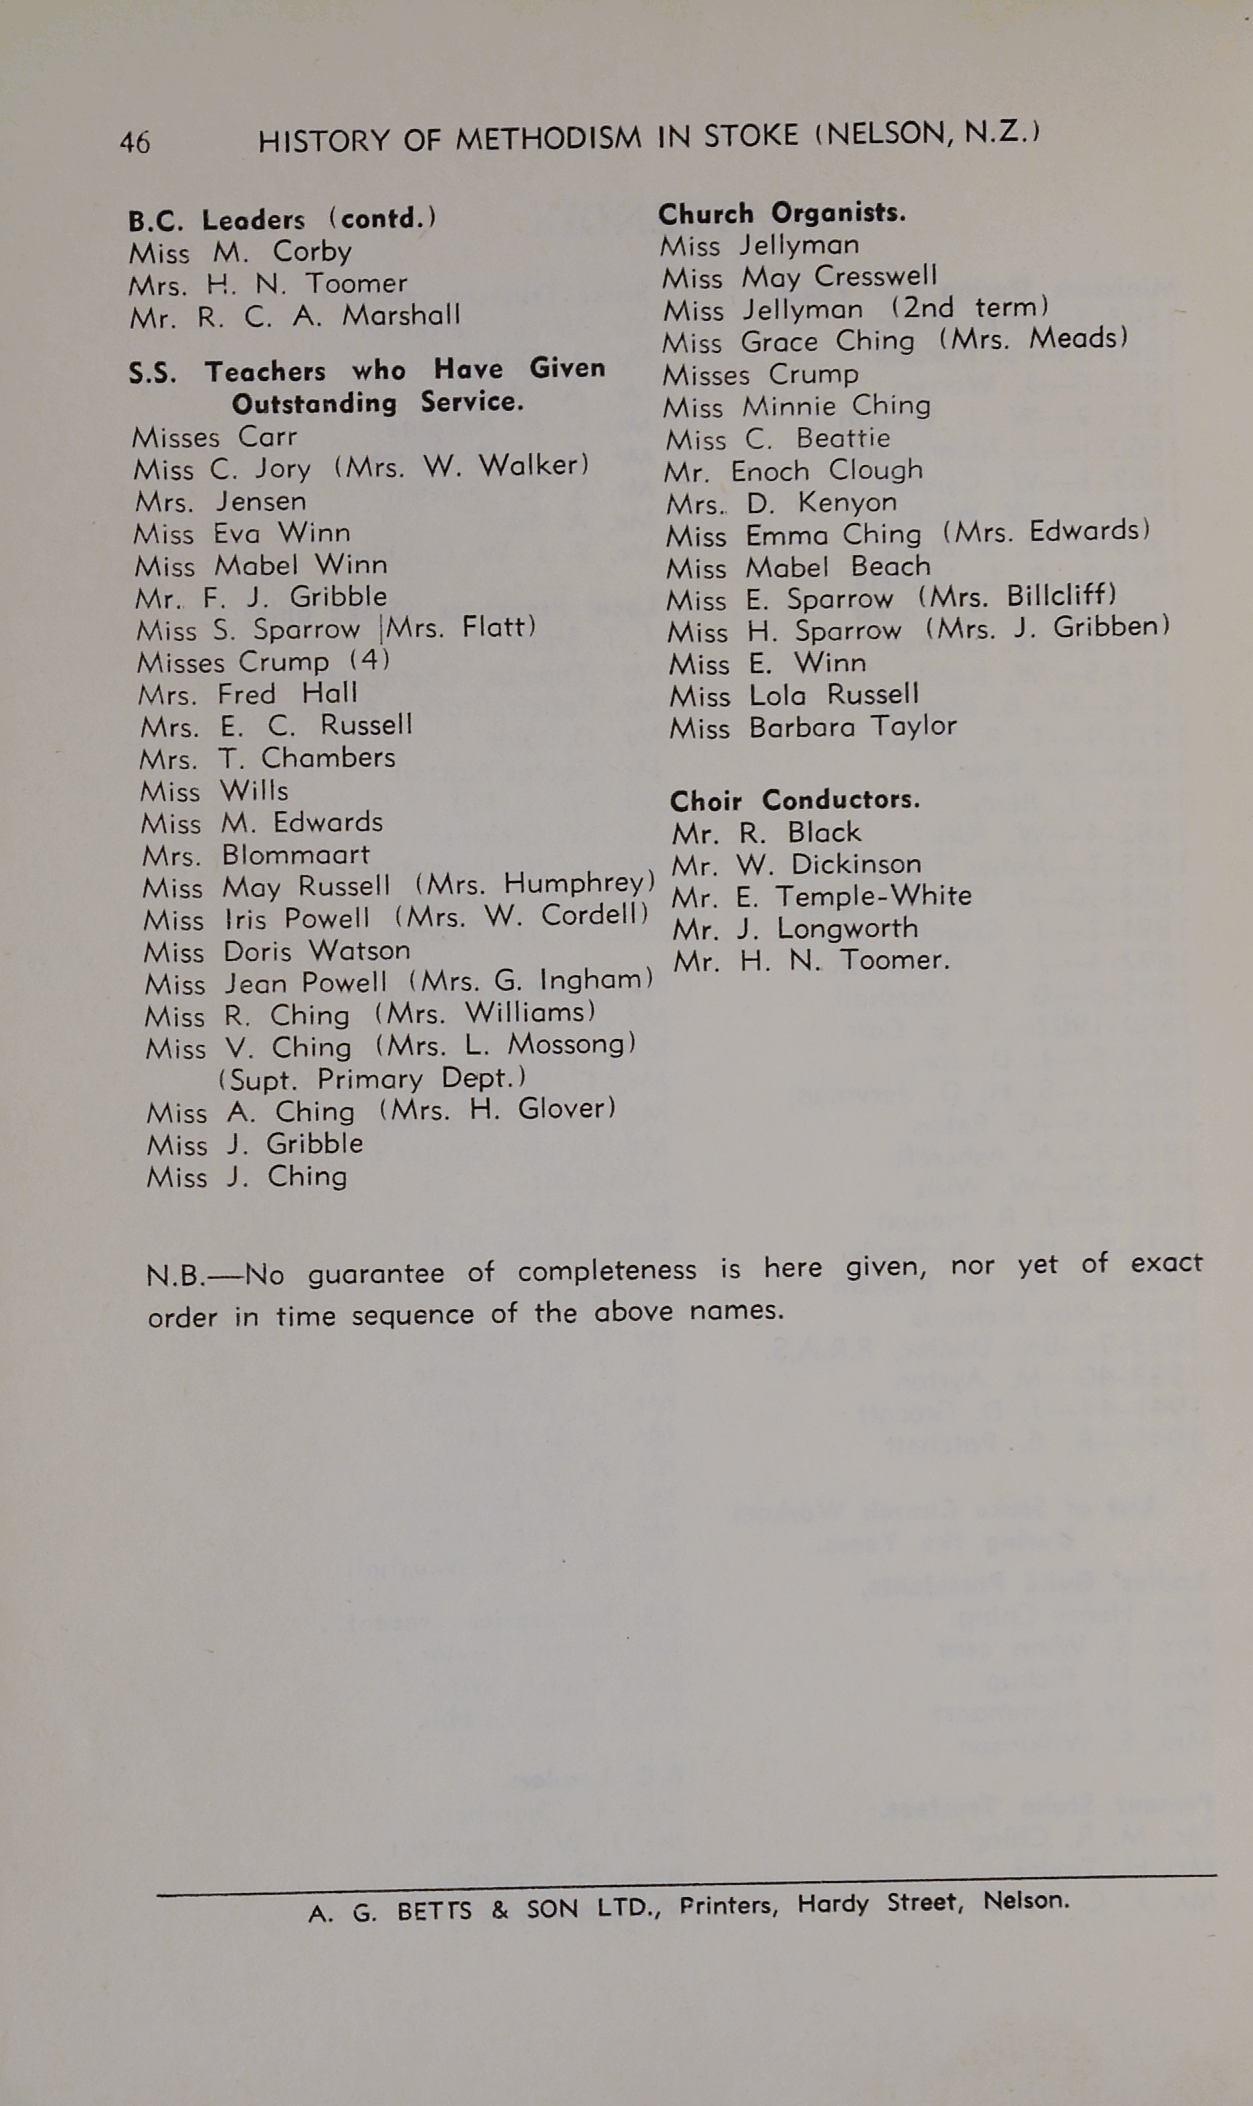 46 HISTORY OF METHODISM IN STOKE (NELSON, N.Z.)
B.C. Leaders (contd.)
Miss M. Corby
Mrs. H. N. Toomer
Mr. R. C. A. Marshall
S.S. Teachers who Have Given
Outstanding Service.
Misses Carr
Miss C. Jory (Mrs. W. Walker)
Mrs. Jensen
Miss Eva Winn
Miss Mabel Winn
Mr. F. J. Gribble
Miss S. Sparrow |Mrs. Flatt)
Misses Crump (4)
Mrs. Fred Hall
Mrs. E. C. Russell
Mrs. T. Chambers
Miss Wills
Miss M. Edwards
Mrs. Blommaart
Miss May Russell (Mrs. Humphrey)
Miss Iris Powell (Mrs. W. Cordell)
Miss Doris Watson
Miss Jean Powell (Mrs. G. Ingham)
Miss R. Ching (Mrs. Williams)
Miss V. Ching (Mrs. L. Mossong)
(Supt. Primary Dept.)
Miss A. Ching (Mrs. H. Glover)
Miss J. Gribble
Miss J. Ching
Church Organists.
Miss Jellyman
Miss May Cresswell
Miss Jellyman (2nd term)
Miss Grace Ching (Mrs. Meads)
Misses Crump
Miss Minnie Ching
Miss C. Beattie
Mr. Enoch Clough
Mrs. D. Kenyon
Miss Emma Ching (Mrs. Edwards)
Miss Mabel Beach
Miss E. Sparrow (Mrs. Billcliff)
Miss H. Sparrow (Mrs. J. Gribben)
Miss E. Winn
Miss Lola Russell
Miss Barbara Taylor
Choir Conductors.
Mr. R. Black
Mr. W. Dickinson
Mr. E. Temple-White
Mr. J. Longworth
Mr. H. N. Toomer.
N.B.—No guarantee of completeness is here given, nor yet of exact
order in time sequence of the above names.
A. G. BETTS & SON LTD., Printers, Hardy Street, Nelson.